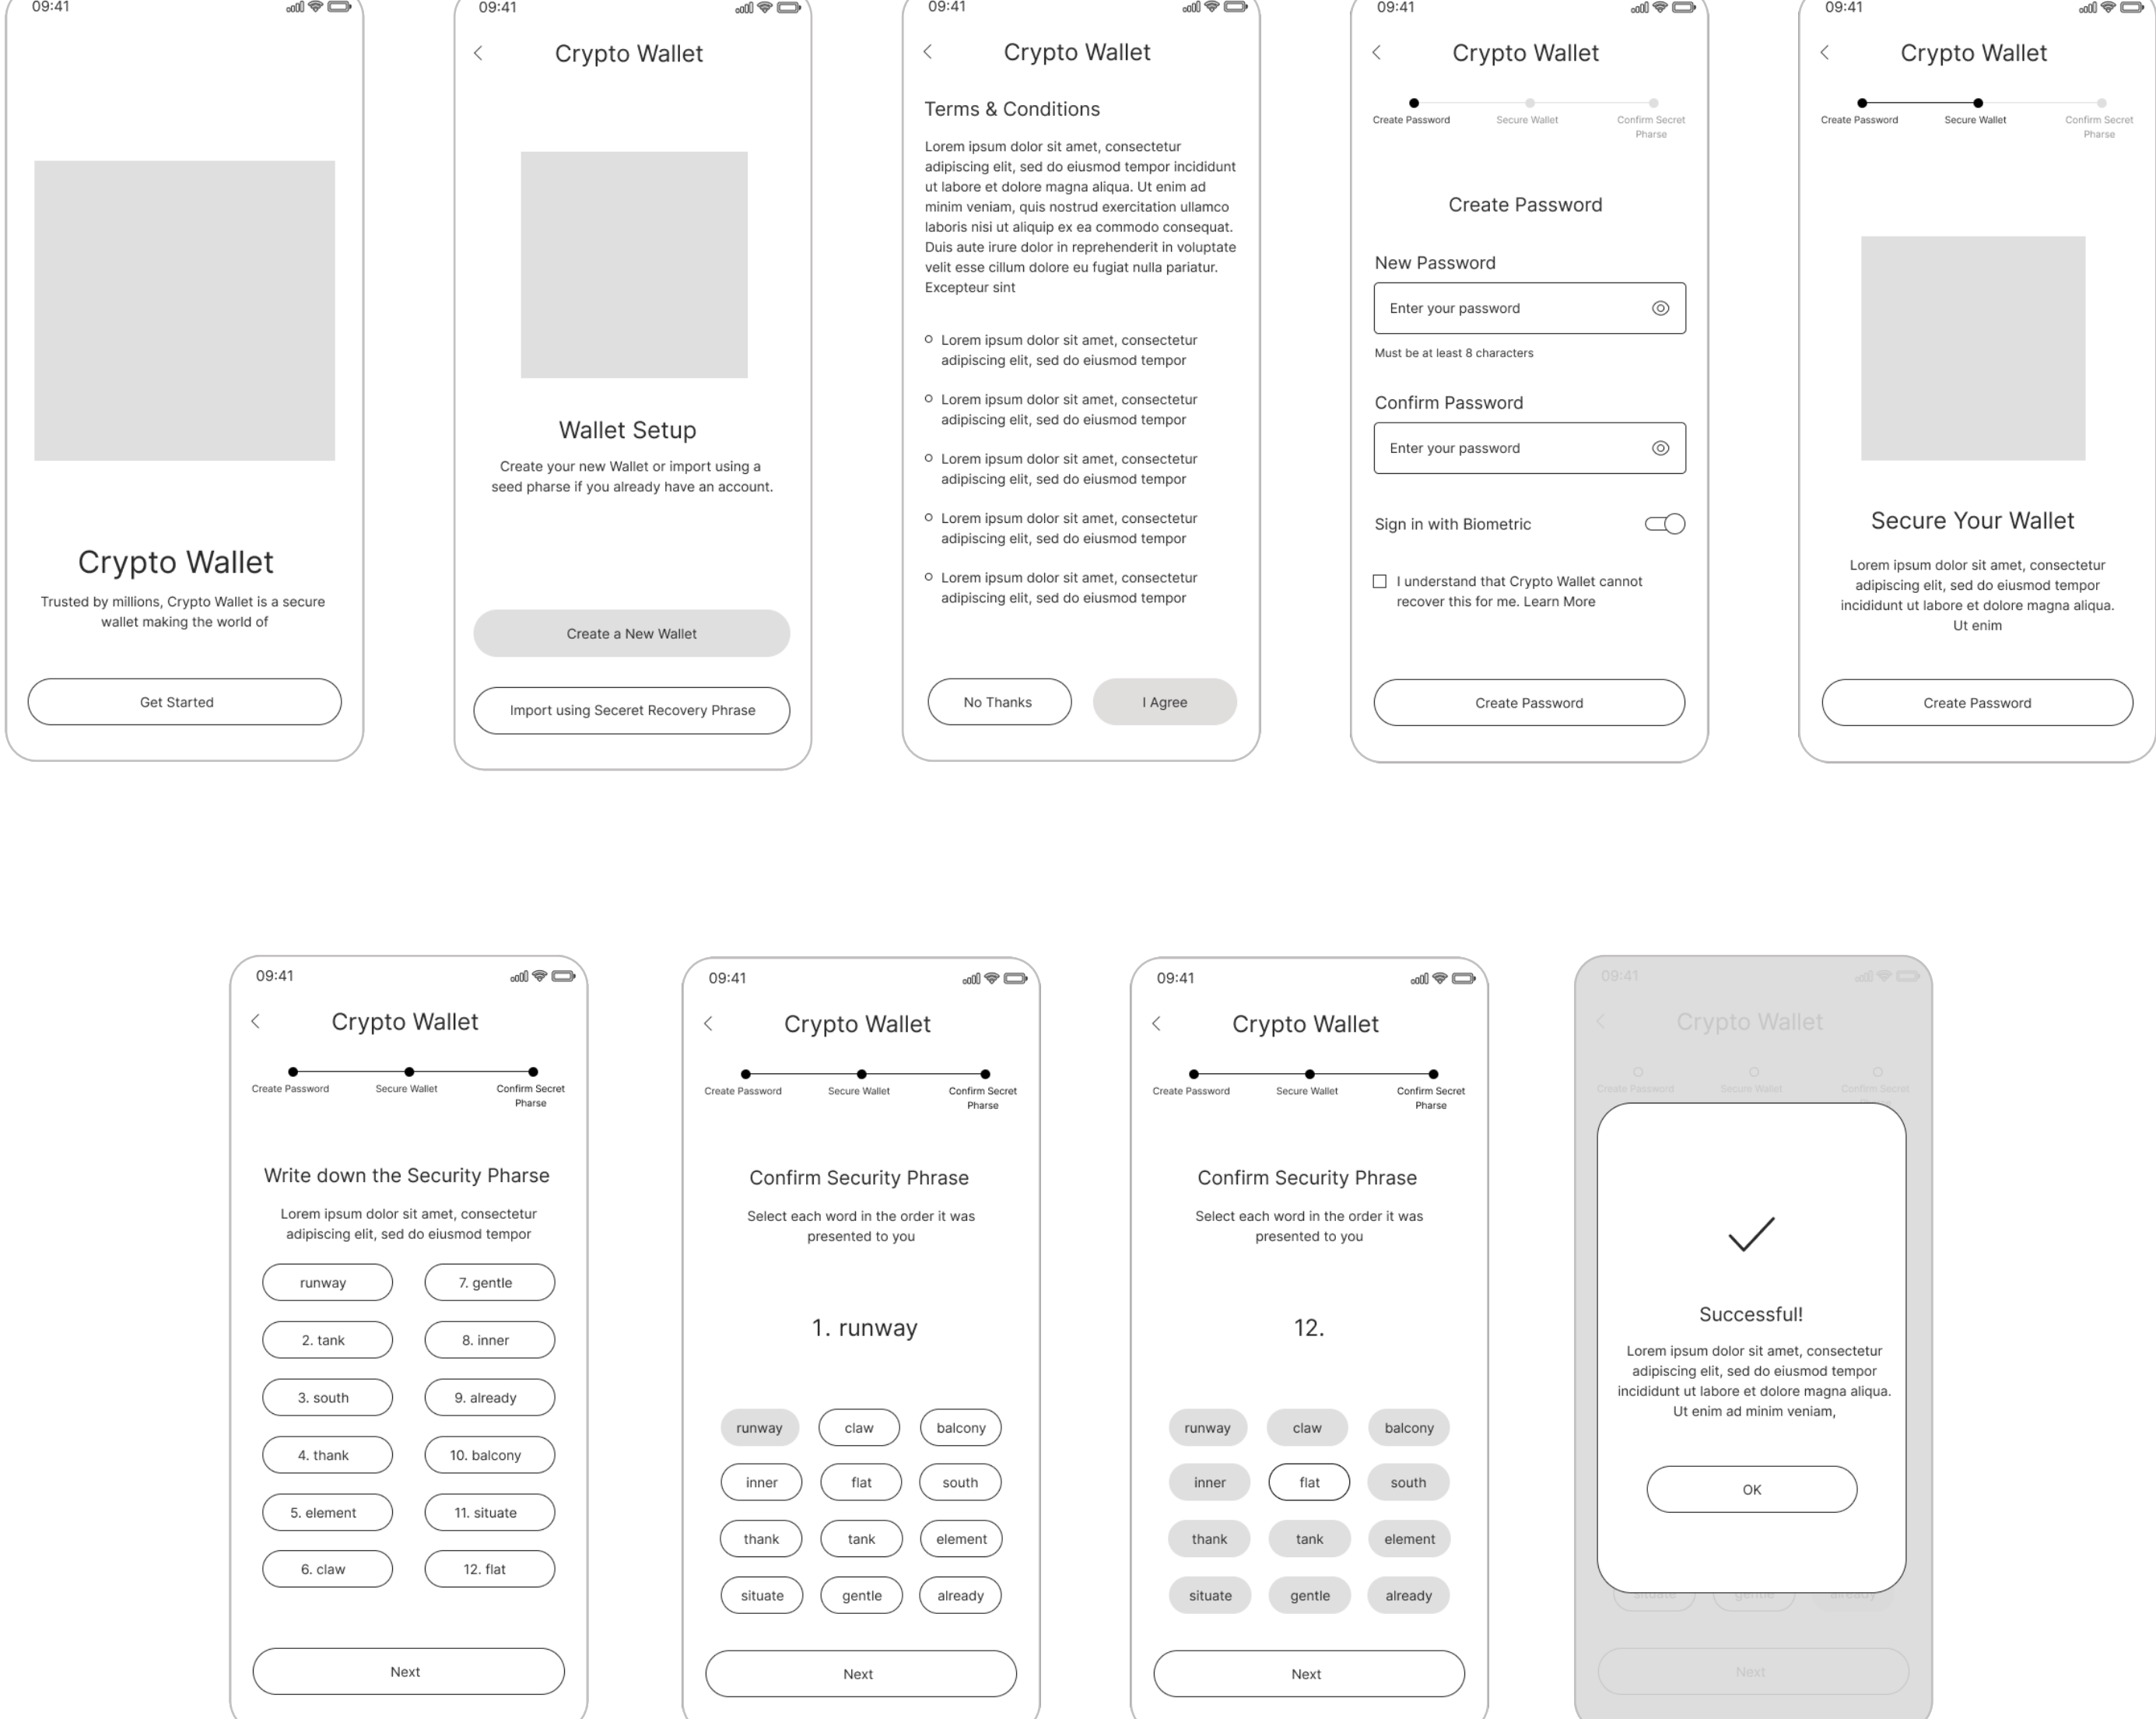 09:41
Crypto Wallet
Trusted by millions, Crypto Wallet is a secure
wallet making the world of
Get Started
09:41
Crypto Wallet
Wallet Setup
Create your new Wallet or import using a
seed pharse if you already have an account.
Create a New Wallet
Import using Seceret Recovery Phrase
09:41
Crypto Wallet
Terms & Conditions
Lorem ipsum dolor sit amet, consectetur
adipiscing elit, sed do eiusmod tempor incididunt
ut labore et dolore magna aliqua. Ut enim ad
minim veniam, quis nostrud exercitation ullamco
laboris nisi ut aliquip ex ea commodo consequat.
Duis aute irure dolor in reprehenderit in voluptate
velit esse cillum dolore eu fugiat nulla pariatur.
Excepteur sint
Lorem ipsum dolor sit amet, consectetur
adipiscing elit, sed do eiusmod tempor
Lorem ipsum dolor sit amet, consectetur
adipiscing elit, sed do eiusmod tempor
Lorem ipsum dolor sit amet, consectetur
adipiscing elit, sed do eiusmod tempor
Lorem ipsum dolor sit amet, consectetur
adipiscing elit, sed do eiusmod tempor
Lorem ipsum dolor sit amet, consectetur
adipiscing elit, sed do eiusmod tempor
No Thanks
I Agree
09:41
Crypto Wallet
Create Password
Secure Wallet
Confirm Secret
Pharse
Create Password
New Password
Enter your password
Must be at least 8 characters
Confirm Password
Enter your password
Sign in with Biometric
I understand that Crypto Wallet cannot
recover this for me. Learn More
Create Password
09:41
Crypto Wallet
Create Password
Secure Wallet
Confirm Secret
Pharse
Secure Your Wallet
Lorem ipsum dolor sit amet, consectetur
adipiscing elit, sed do eiusmod tempor
incididunt ut labore et dolore magna aliqua.
Ut enim
Create Password
09:41
Crypto Wallet
Create Password
Secure Wallet
Confirm Secret
Pharse
Write down the Security Pharse
Lorem ipsum dolor sit amet, consectetur
adipiscing elit, sed do eiusmod tempor
runway
7. gentle
2. tank
8. inner
3. south
9. already
4. thank
10. balcony
5. element
11. situate
6. claw
12. flat
Next
09:41
Crypto Wallet
Create Password
Secure Wallet
Confirm Secret
Pharse
Confirm Security Phrase
Select each word in the order it was
presented to you
1. runway
runway
claw
balcony
inner
flat
south
thank
tank
element
situate
gentle
already
Next
09:41
Crypto Wallet
Create Password
Secure Wallet
Confirm Secret
Pharse
Confirm Security Phrase
Select each word in the order it was
presented to you
12.
runway
claw
balcony
inner
flat
south
thank
tank
element
situate
gentle
already
Next
09:41
Crypto Wallet
Create Password
Secure Wallet
Confirm Secret
Successful!
Lorem ipsum dolor sit amet, consectetur
adipiscing elit, sed do eiusmod tempor
incididunt ut labore et dolore magna aliqua.
Ut enim ad minim veniam,
OK
situate
gentle
already
Next